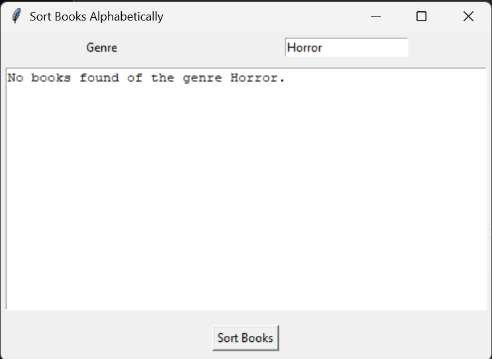 Sort Books Alphabetically
Genre Horror
No books found of the genre Horror.
Sort Books